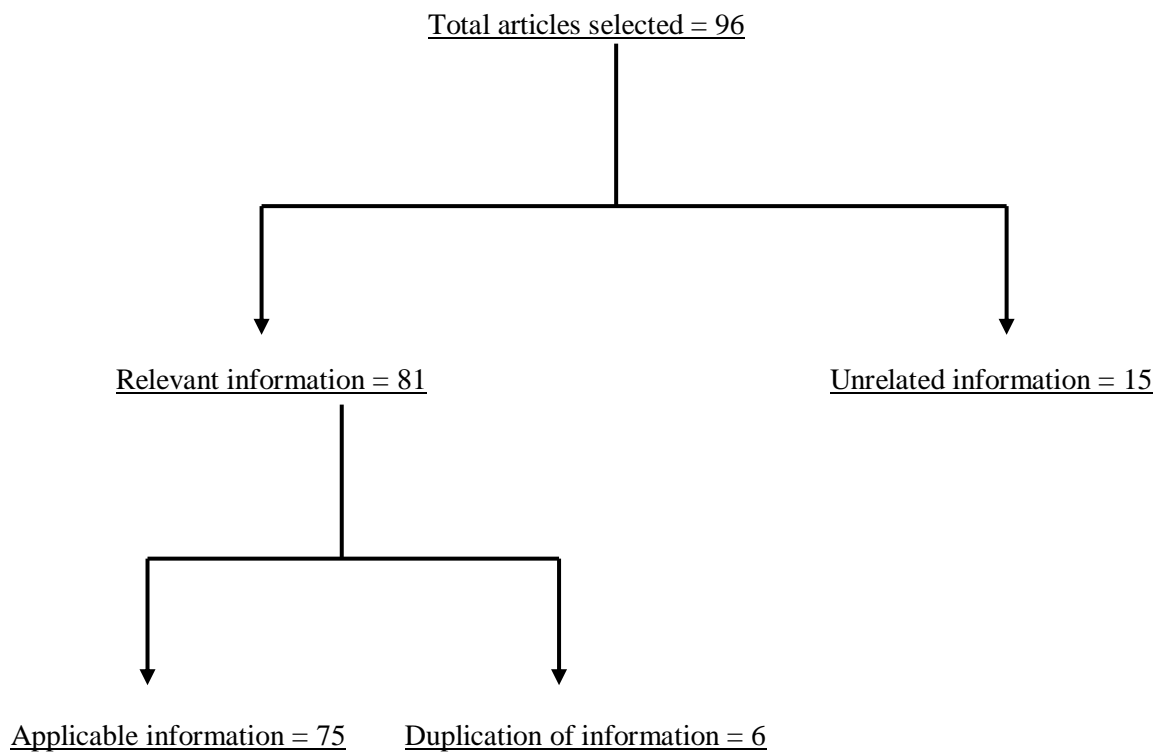 Total articles selected = 96
Relevant information = 81
Unrelated information = 15
Applicable information = 75
Duplication of information = 6